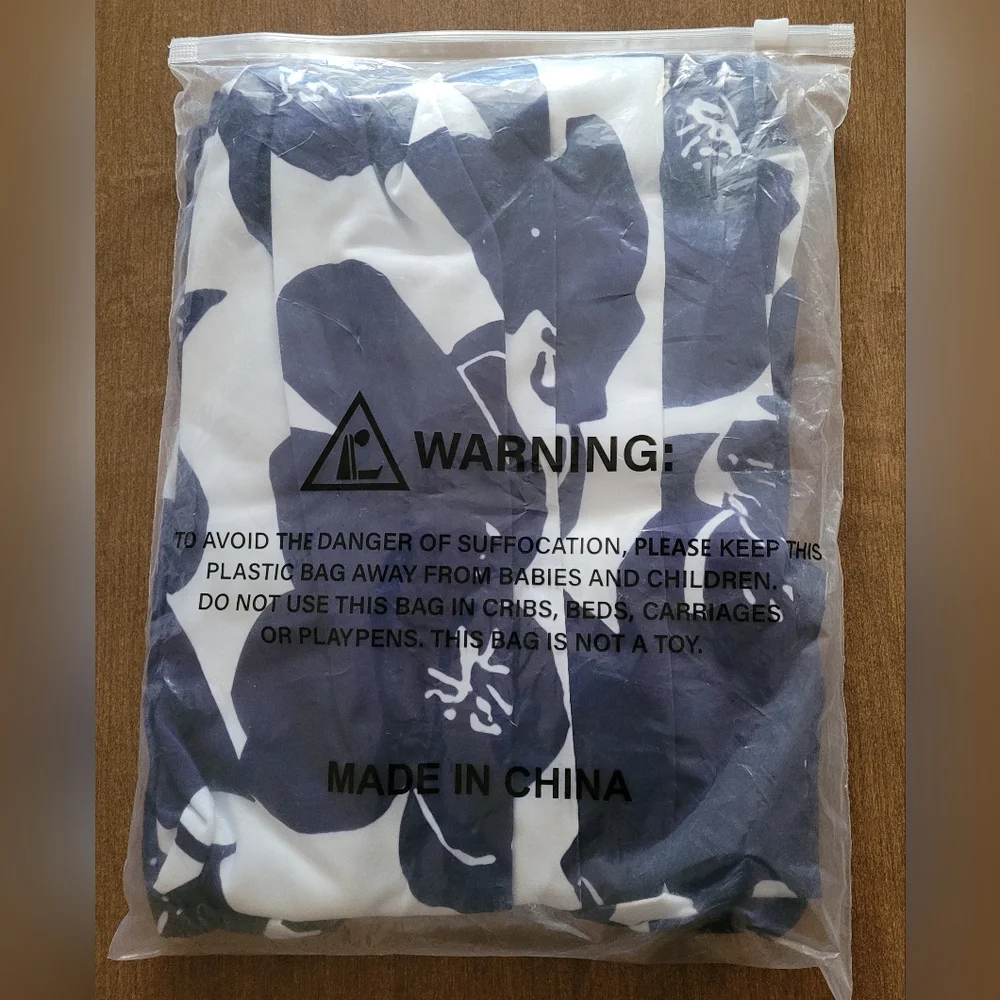 WARNING:
TO AVOID THE DANGER OF SUFFOCATION, PLEASE KEEP THIS
PLASTIC BAG AWAY FROM BABIES AND CHILDREN.
DO NOT USE THIS BAG IN CRIBS, BEDS, CARRIAGES
OR PLAYPENS. THIS BAG IS NOT A TOY.
MADE IN CHINA